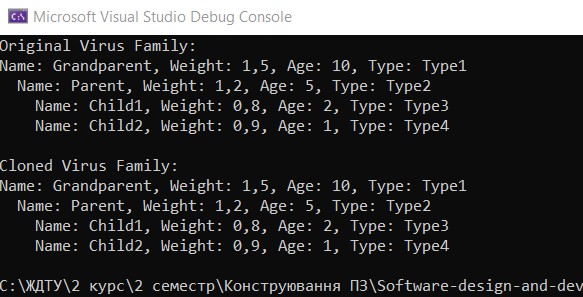 Microsoft Visual Studio Debug Console
Original Virus Family:
Name: Grandparent, Weight: 1,5, Age: 10, Type: Type1
Name: Parent, Weight: 1,2, Age: 5, Type: Type2
Name: Child1, Weight: 0,8, Age: 2, Type: Type3
Name: Child2, Weight: 0,9, Age: 1, Type: Type4
Cloned Virus Family:
Name: Grandparent, Weight: 1,5, Age: 10, Type: Type1
Name: Parent, Weight: 1,2, Age: 5, Type: Type2
Name: Child1, Weight: 0,8, Age: 2, Type: Type3
Name: Child2, Weight: 0,9, Age: 1, Type: Type4
C:\ЖДТУ\2 курс\2 семестр\Конструювання ПЗ\Software-design-and-dev